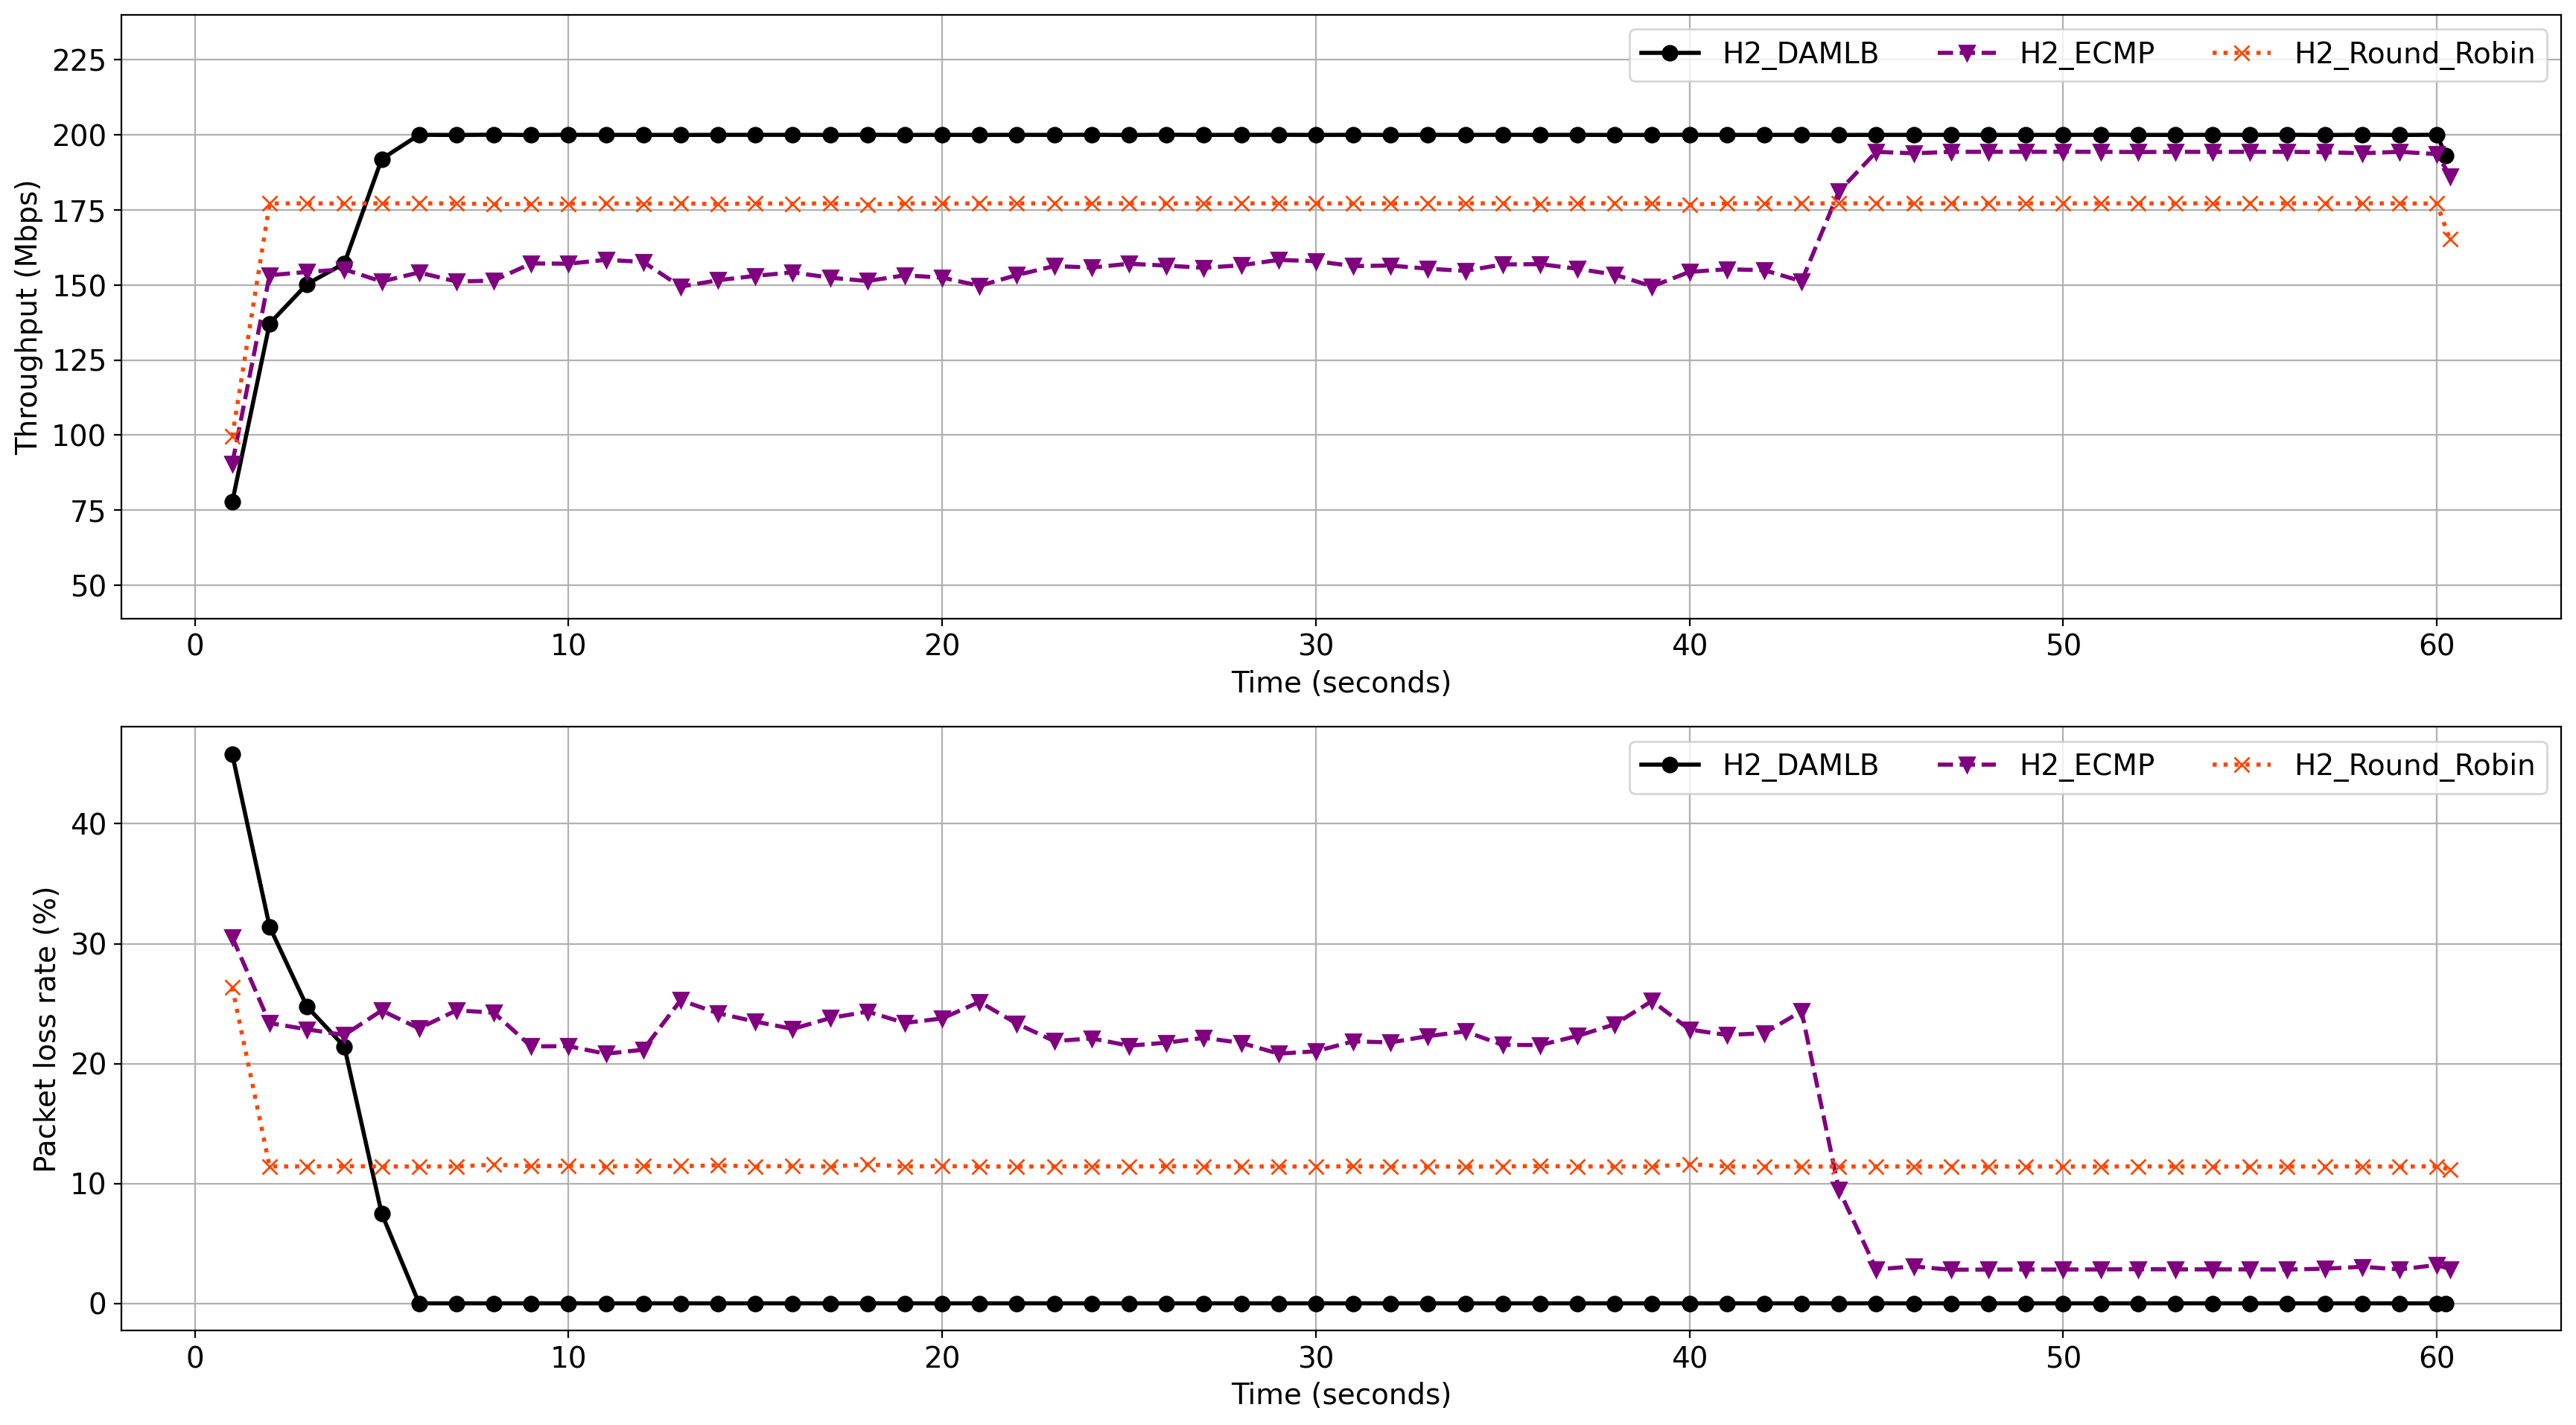 H2_DAMLB H2_ECMP H2_Round_Robin
Throughput (Mbps)
225
200
175
150
125
100
75
50
0 10 20 30 40 50 60
Time (seconds)
H2_DAMLB H2_ECMP H2_Round_Robin
Packet loss rate (%)
40
30
20
10
0
0 10 20 30 40 50 60
Time (seconds)